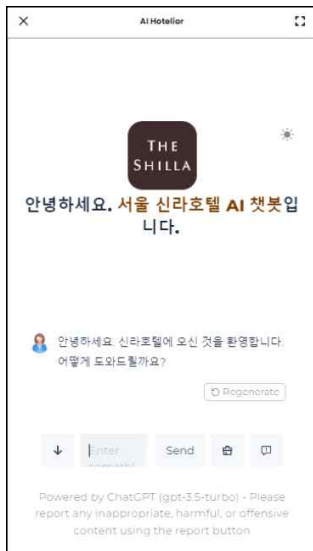 AI Hotelior
THE
SHILLA
안녕하세요. 서울 신라호텔 AI 챗봇입
니다.
안녕하세요. 신라호텔에 오신 것을 환영합니다.
어떻게 도와드릴까요?
Regenerate
Enter
Send
Powered by ChatGPT (gpt-3.5-turbo) - Please
report any inappropriate, harmful, or offensive
content using the report button